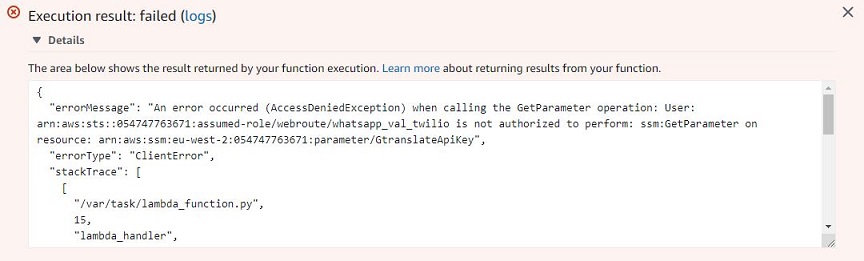 Execution result: failed (logs)
Details
The area below shows the result returned by your function execution. Learn more about returning results from your function.
{
"errorMessage": "An error occurred (AccessDeniedException) when calling the GetParameter operation: User:
arn:aws:sts::054747763671:assumed-role/webroute/whatsapp_val_twilio is not authorized to perform: ssm:GetParameter on
resource: arn:aws:ssm:eu-west-2:054747763671:parameter/GtranslateApiKey",
"errorType": "ClientError",
"stackTrace": [
[
"/var/task/lambda_function.py",
15,
"lambda_handler",